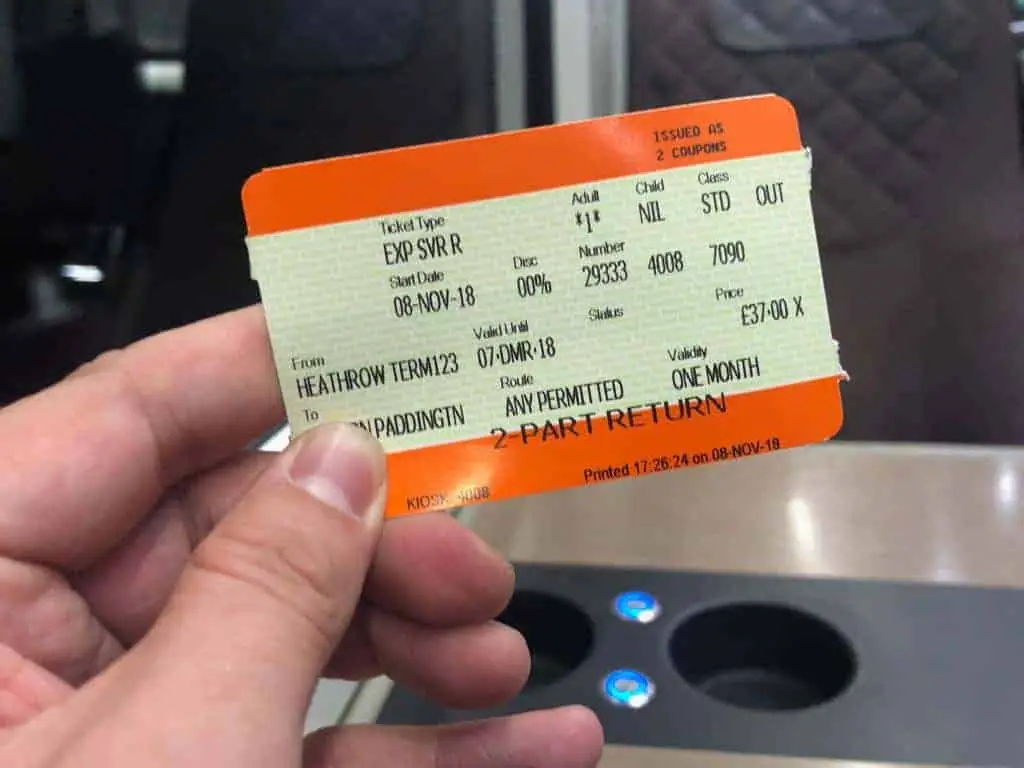 ISSUED AS
2 COUPONS
Ticket Type Adult Child Class
EXP SVR R *1* NIL STD OUT
Start Date Disc Number
08-NOV-18 00% 29333 4008 7090
Valid Until Status Price
£37·00 X
From
HEATHROW TERM123 07·DMR·18
To Route Validity
PADDINGTN ANY PERMITTED ONE MONTH
2-PART RETURN
KIOSK 4008 Printed 17:26:24 on 08-NOV-18